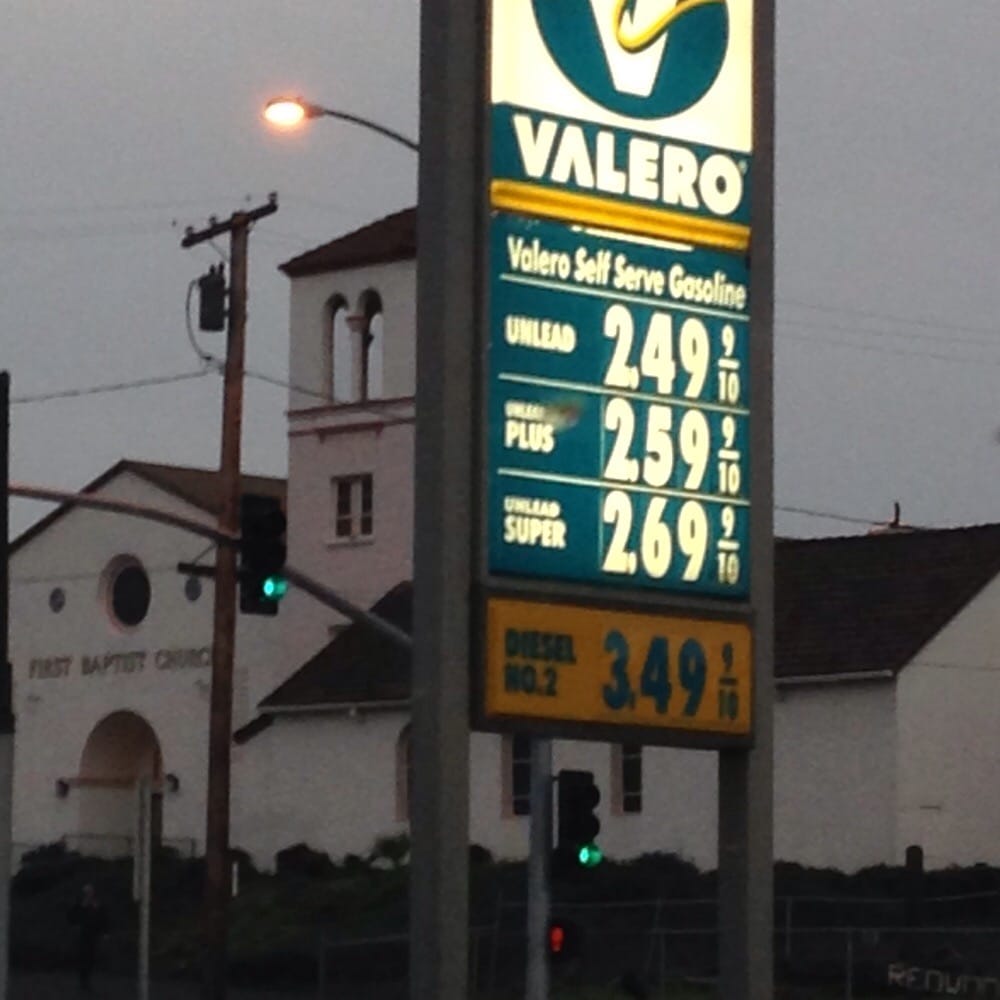 VALERO
Valero Self Serve Gasoline
UNLEAD 2.49 9/10
UNLEAD
PLUS 2.59 9/10
UNLEAD
SUPER 2.69 9/10
DIESEL
NO.2 3.49 9/10
FIRST BAPTIST CHURCH